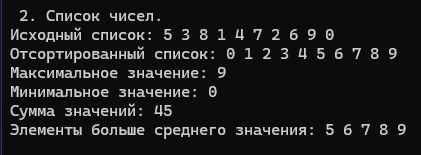 2. Список чисел.
Исходный список: 5 3 8 1 4 7 2 6 9 0
Отсортированный список: 0 1 2 3 4 5 6 7 8 9
Максимальное значение: 9
Минимальное значение: 0
Сумма значений: 45
Элементы больше среднего значения: 5 6 7 8 9